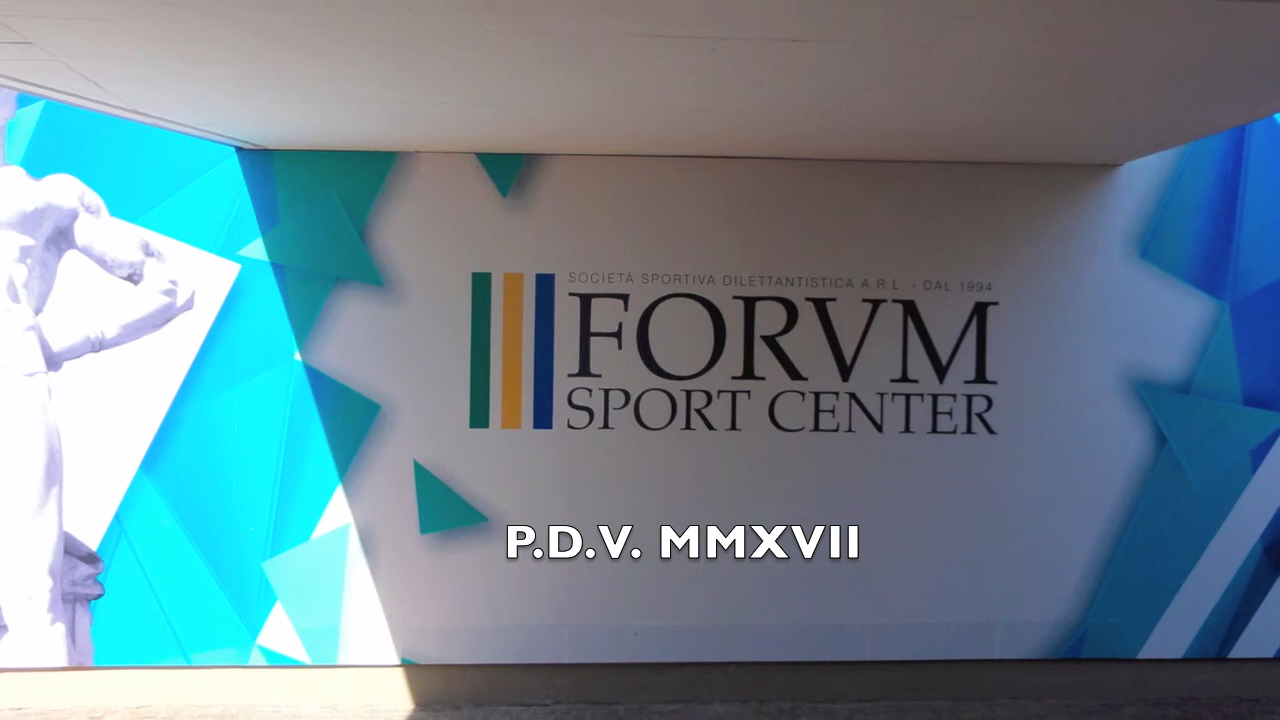 SOCIETÀ SPORTIVA DILETTANTISTICA A R.L. - DAL 1994
FORVM
SPORT CENTER
P.D.V. MMXVII